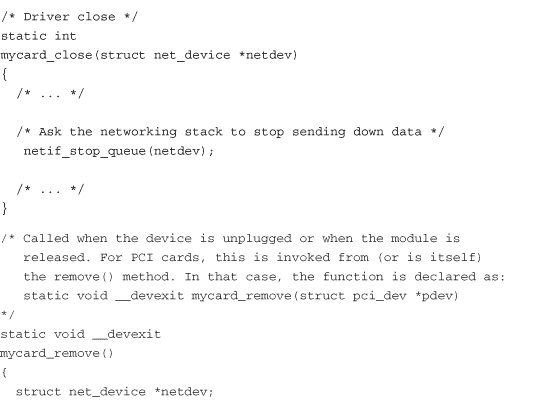 /* Driver close */
static int
mycard_close(struct net_device *netdev)
{
  /* ... */

  /* Ask the networking stack to stop sending down data */
   netif_stop_queue(netdev);

  /* ... */
}
/* Called when the device is unplugged or when the module is
   released. For PCI cards, this is invoked from (or is itself)
   the remove() method. In that case, the function is declared as:
   static void __devexit mycard_remove(struct pci_dev *pdev)
*/
static void __devexit
mycard_remove()
{
  struct net_device *netdev;